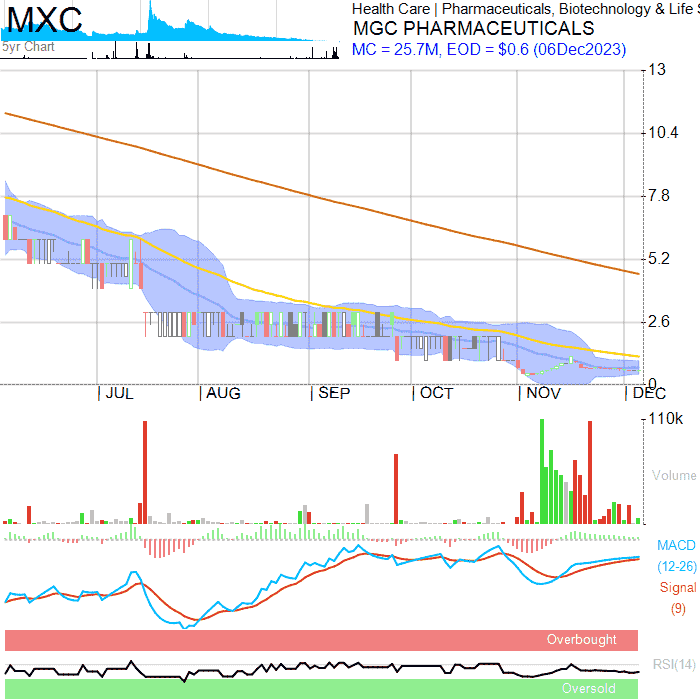 MXC
5yr Chart
Health Care | Pharmaceuticals, Biotechnology & Life S
MGC PHARMACEUTICALS
MC = 25.7M, EOD = $0.6 (06Dec2023)
13
10.4
7.8
5.2
2.6
0
JUL AUG SEP OCT NOV DEC
110k
Volume
MACD
(12-26)
Signal
(9)
Overbought
RSI(14)
Oversold